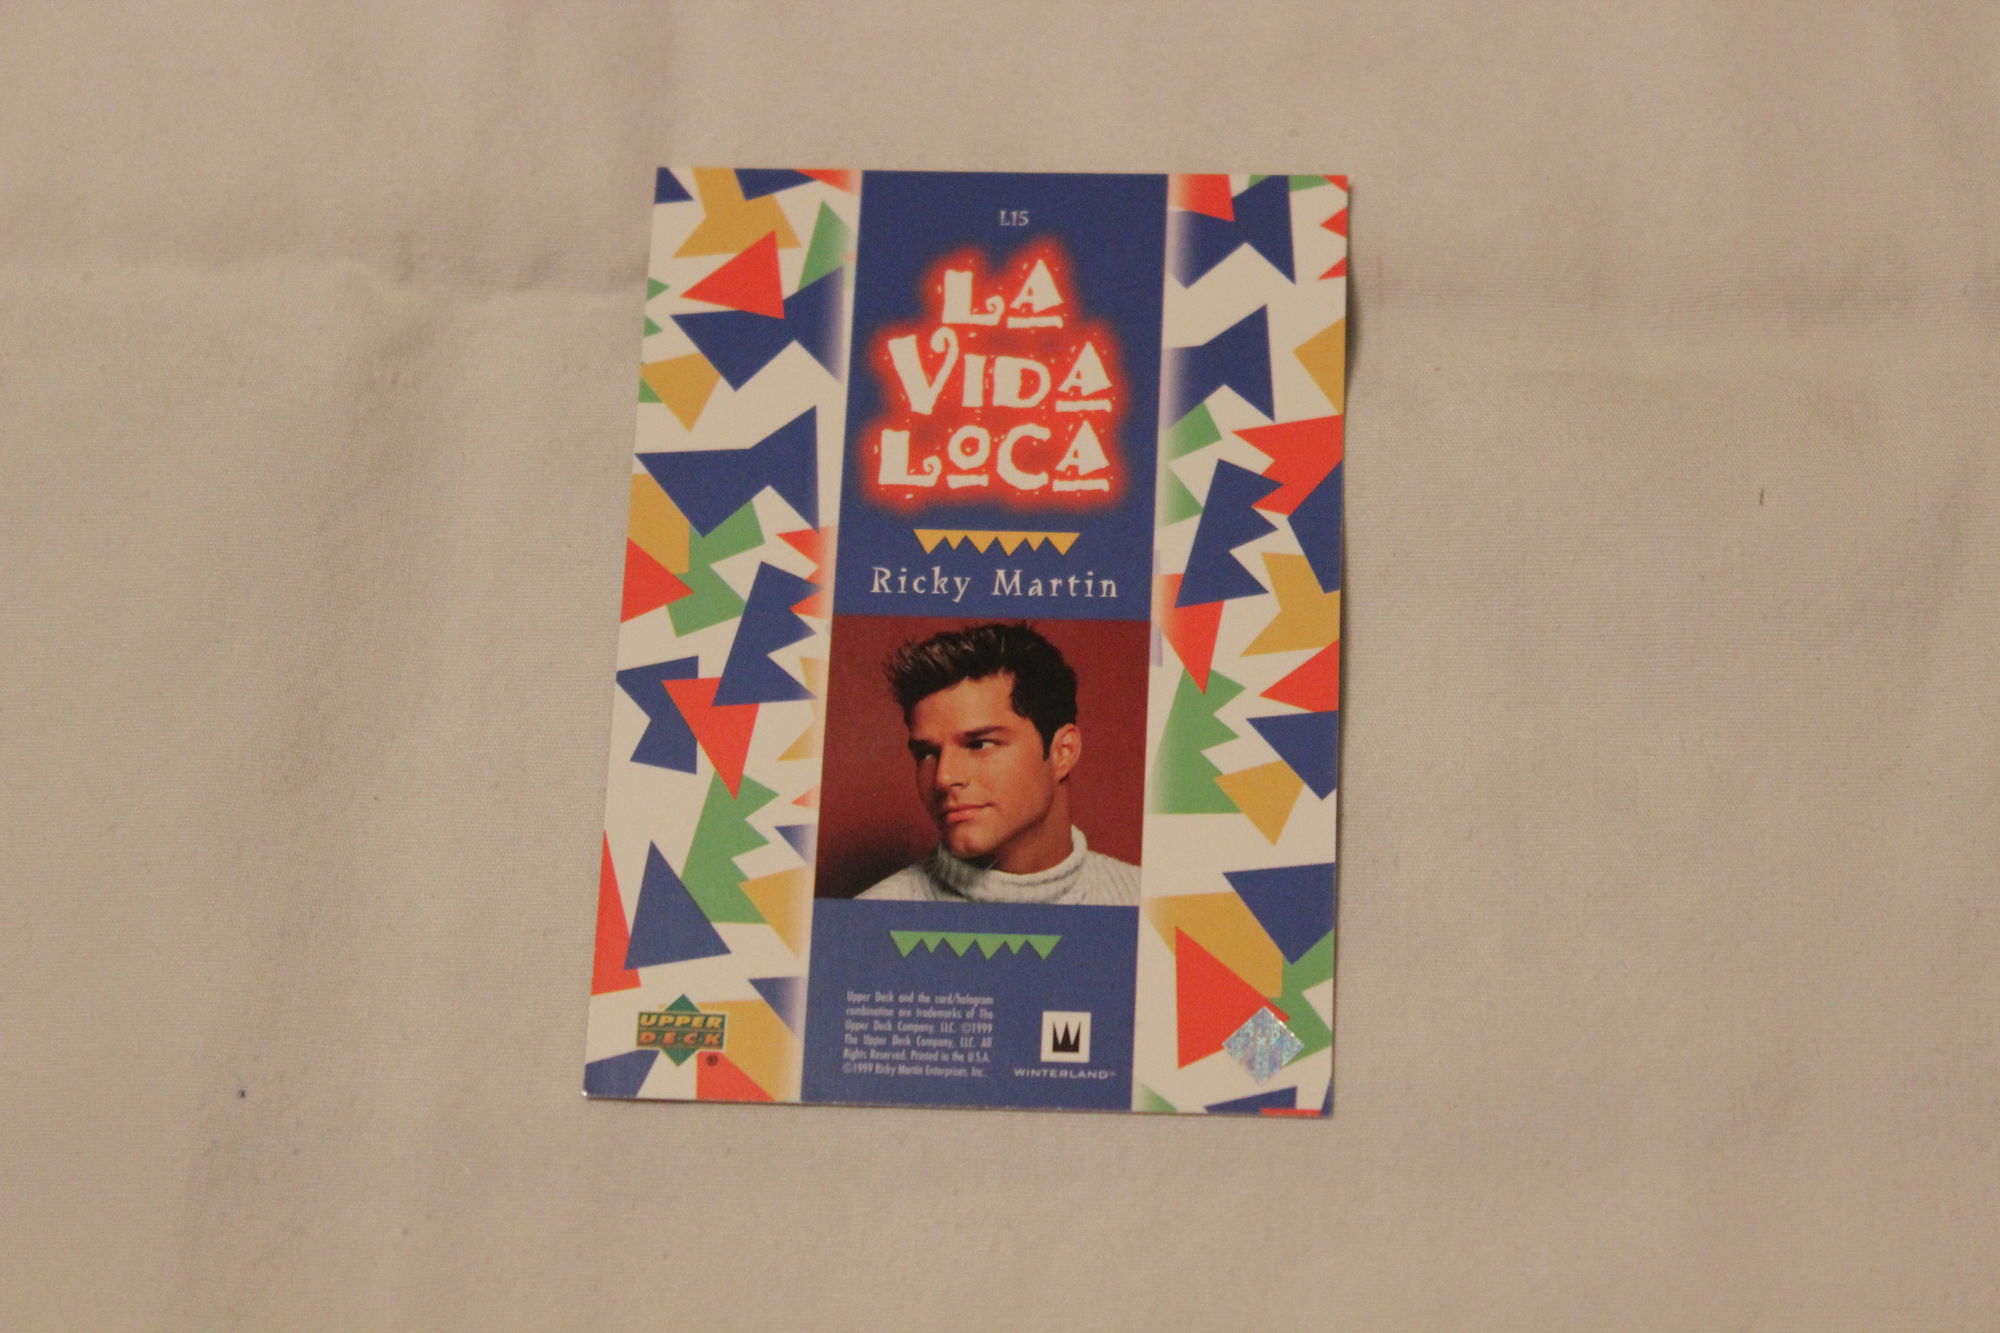 L15
LA
VIDA
LOCA
Ricky Martin
Upper Deck and the card/hologram
combination are trademarks of The
Upper Deck Company, LLC. ©1999
The Upper Deck Company, LLC. All
Rights Reserved. Printed in the U.S.A.
©1999 Ricky Martin Enterprises, Inc.
UPPER
DECK
®
W
WINTERLAND™